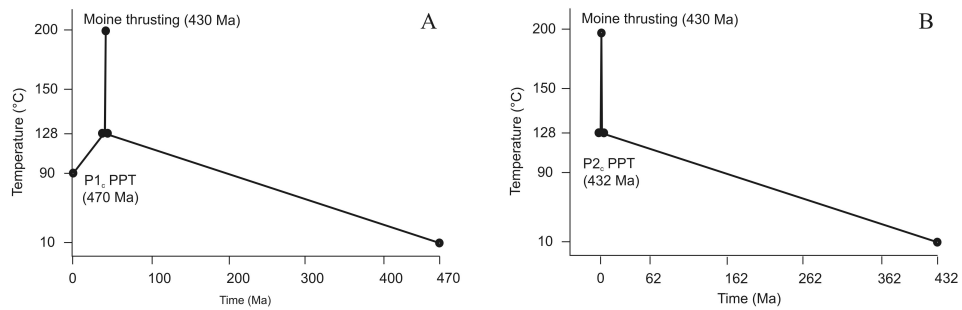 A
Moine thrusting (430 Ma)
200
150
128
90
10
Temperature (°C)
P1c PPT
(470 Ma)
0 100 200 300 400 470
Time (Ma)
B
Moine thrusting (430 Ma)
200
150
128
90
10
Temperature (°C)
P2c PPT
(432 Ma)
0 62 162 262 362 432
Time (Ma)